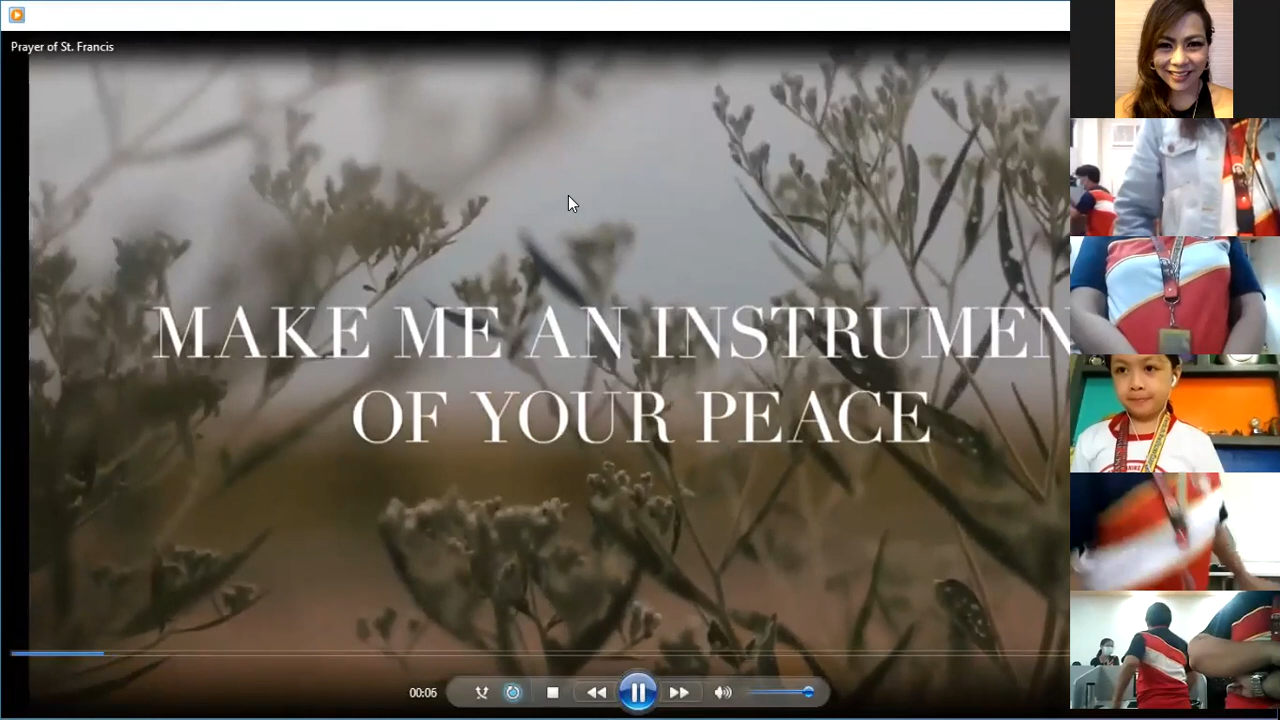 Prayer of St. Francis
MAKE ME AN INSTRUMEN
OF YOUR PEACE
00:06